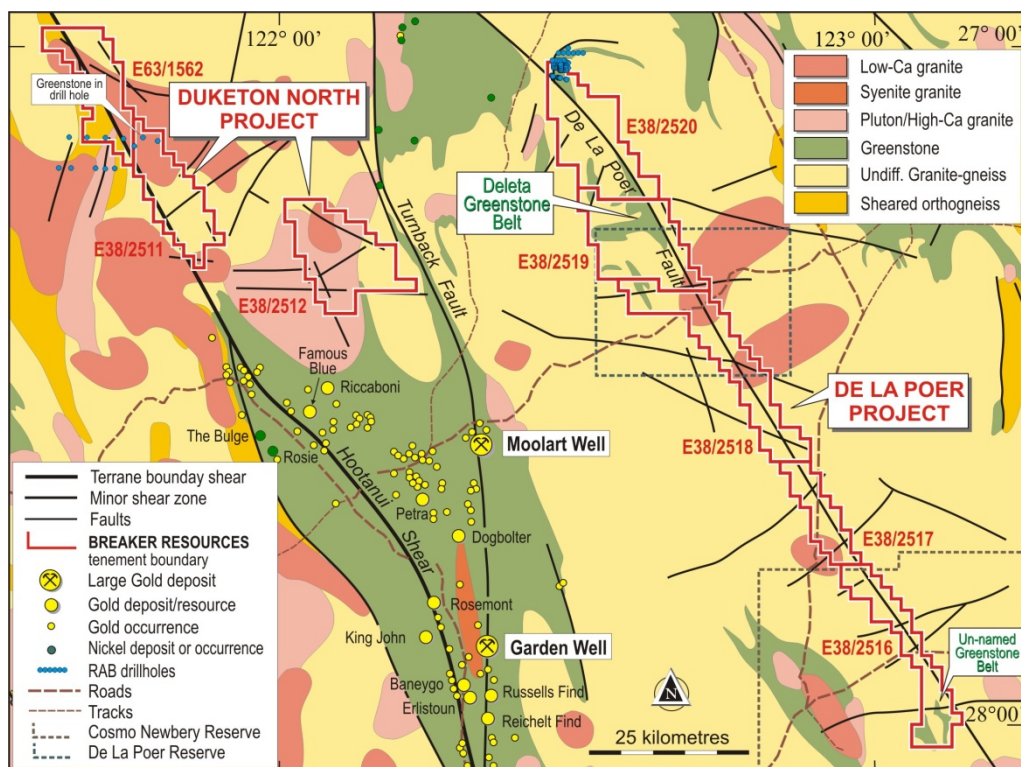 122° 00'
123° 00'
27° 00'
E63/1562
Greenstone in
drill hole
DUKETON NORTH
PROJECT
E38/2511
E38/2512
Turnback
Fault
De La Poer
Fault
E38/2520
Deleta
Greenstone
Belt
E38/2519
Low-Ca granite
Syenite granite
Pluton/High-Ca granite
Greenstone
Undiff. Granite-gneiss
Sheared orthogneiss
Famous
Blue
Riccaboni
The Bulge
Rosie
Hootanui
Shear
Moolart Well
Petra
Dogbolter
Rosemont
King John
Garden Well
Baneygo
Erlistoun
Russells Find
Reichelt Find
DE LA POER
PROJECT
E38/2518
E38/2517
E38/2516
Un-named
Greenstone
Belt
28°00'
N
25 kilometres
Terrane bounday shear
Minor shear zone
Faults
BREAKER RESOURCES
tenement boundary
Large Gold deposit
Gold deposit/resource
Gold occurrence
Nickel deposit or occurrence
RAB drillholes
Roads
Tracks
Cosmo Newbery Reserve
De La Poer Reserve